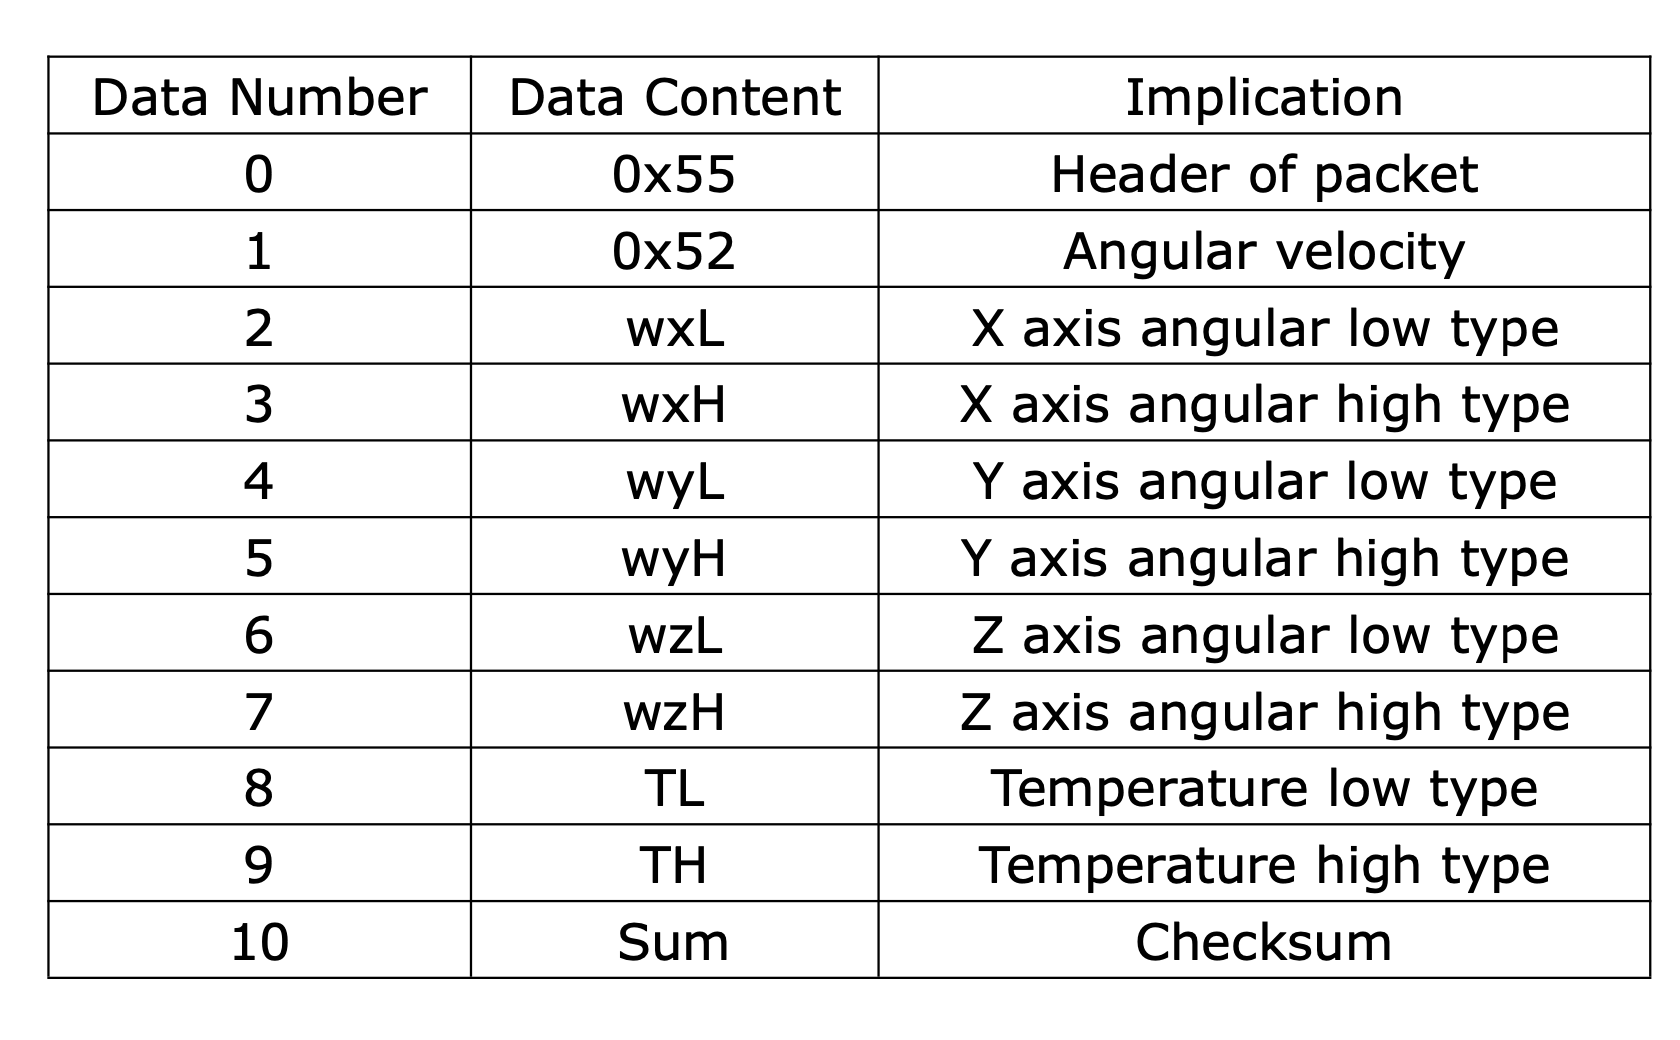 Data Number Data Content Implication
0 0x55 Header of packet
1 0x52 Angular velocity
2 wxL X axis angular low type
3 wxH X axis angular high type
4 wyL Y axis angular low type
5 wyH Y axis angular high type
6 wzL Z axis angular low type
7 wzH Z axis angular high type
8 TL Temperature low type
9 TH Temperature high type
10 Sum Checksum